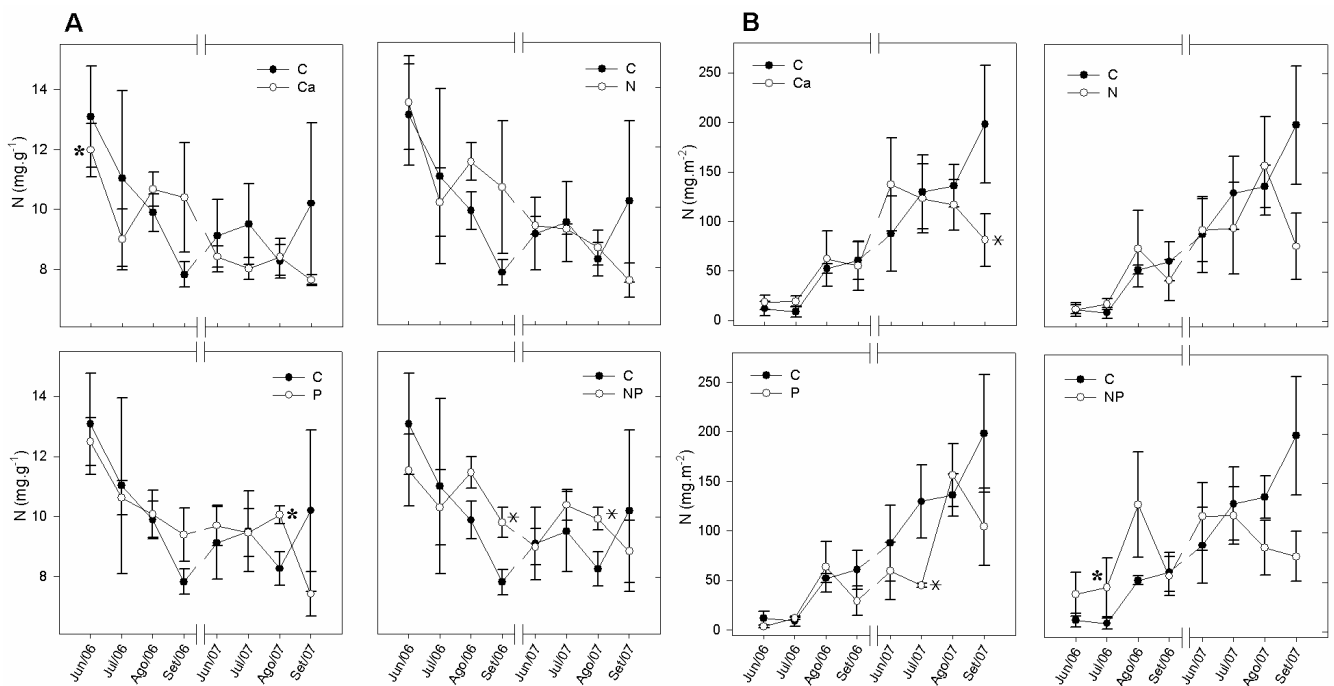 A
B
C
Ca
14
12
10
8
N (mg.g-1)
*
C
N
C
Ca
250
200
150
100
50
0
N (mg.m-2)
*
C
N
C
P
14
12
10
8
N (mg.g-1)
*
Jun/06 Jul/06 Ago/06 Set/06 Jun/07 Jul/07 Ago/07 Set/07
C
NP
* *
Jun/06 Jul/06 Ago/06 Set/06 Jun/07 Jul/07 Ago/07 Set/07
C
P
250
200
150
100
50
0
N (mg.m-2)
*
Jun/06 Jul/06 Ago/06 Set/06 Jun/07 Jul/07 Ago/07 Set/07
C
NP
*
Jun/06 Jul/06 Ago/06 Set/06 Jun/07 Jul/07 Ago/07 Set/07